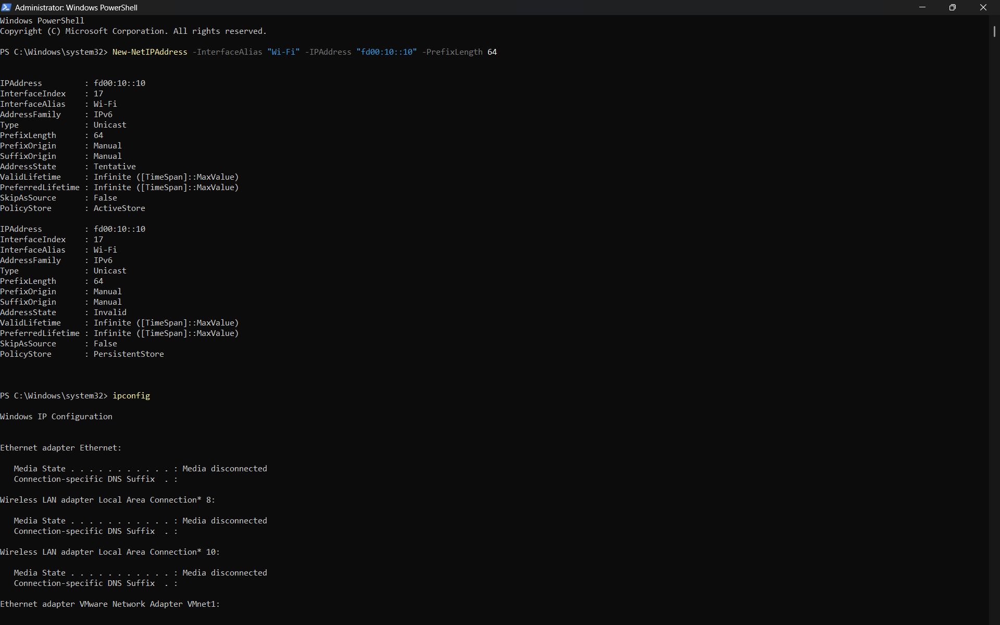 Administrator: Windows PowerShell
Windows PowerShell
Copyright (C) Microsoft Corporation. All rights reserved.
PS C:\Windows\system32> New-NetIPAddress -InterfaceAlias "Wi-Fi" -IPAddress "fd00:10::10" -PrefixLength 64
IPAddress         : fd00:10::10
InterfaceIndex    : 17
InterfaceAlias    : Wi-Fi
AddressFamily     : IPv6
Type              : Unicast
PrefixLength      : 64
PrefixOrigin      : Manual
SuffixOrigin      : Manual
AddressState      : Tentative
ValidLifetime     : Infinite ([TimeSpan]::MaxValue)
PreferredLifetime : Infinite ([TimeSpan]::MaxValue)
SkipAsSource      : False
PolicyStore       : ActiveStore
IPAddress         : fd00:10::10
InterfaceIndex    : 17
InterfaceAlias    : Wi-Fi
AddressFamily     : IPv6
Type              : Unicast
PrefixLength      : 64
PrefixOrigin      : Manual
SuffixOrigin      : Manual
AddressState      : Invalid
ValidLifetime     : Infinite ([TimeSpan]::MaxValue)
PreferredLifetime : Infinite ([TimeSpan]::MaxValue)
SkipAsSource      : False
PolicyStore       : PersistentStore
PS C:\Windows\system32> ipconfig
Windows IP Configuration
Ethernet adapter Ethernet:
   Media State . . . . . . . . . . . : Media disconnected
   Connection-specific DNS Suffix  . :
Wireless LAN adapter Local Area Connection* 8:
   Media State . . . . . . . . . . . : Media disconnected
   Connection-specific DNS Suffix  . :
Wireless LAN adapter Local Area Connection* 10:
   Media State . . . . . . . . . . . : Media disconnected
   Connection-specific DNS Suffix  . :
Ethernet adapter VMware Network Adapter VMnet1: